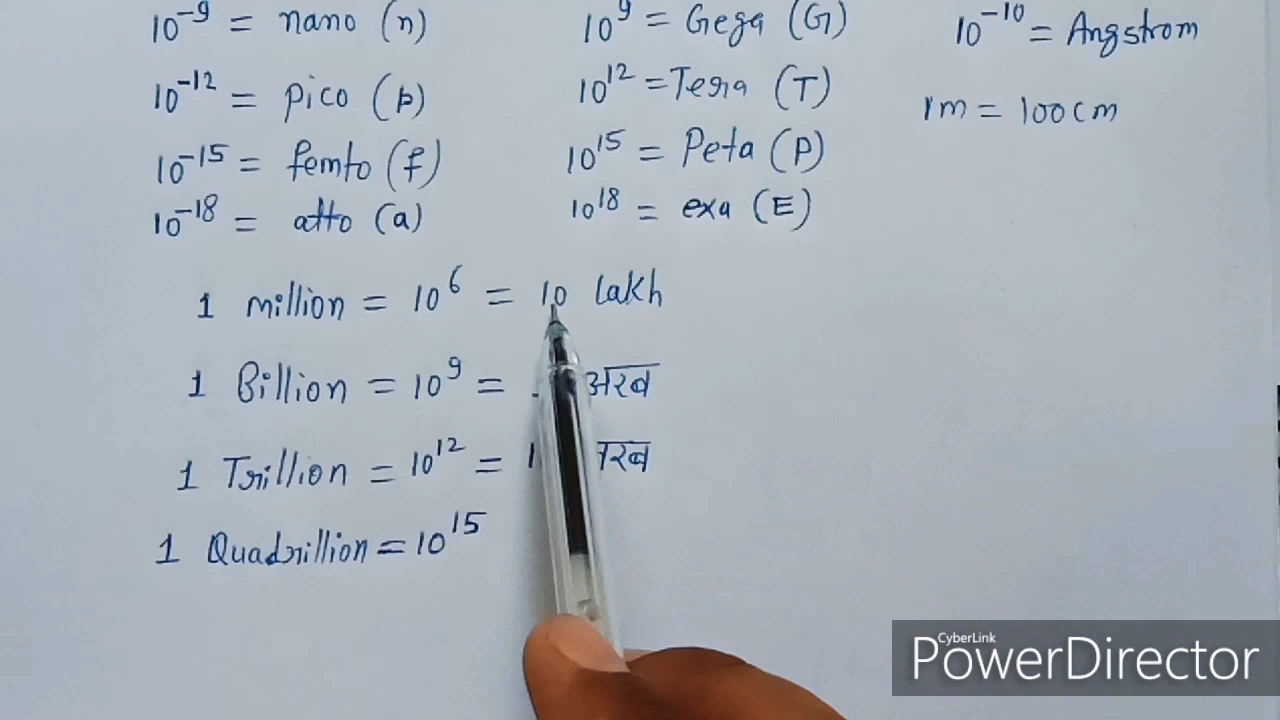 10⁻⁹ = nano (n)
10⁻¹² = pico (p)
10⁻¹⁵ = femto (f)
10⁻¹⁸ = atto (a)
10⁹ = Gega (G)
10¹² = Tera (T)
10¹⁵ = Peta (P)
10¹⁸ = exa (E)
10⁻¹⁰ = Angstrom
1m = 100cm
1 million = 10⁶ = 10 lakh
1 Billion = 10⁹ = अरब
1 Trillion = 10¹² =
1 Quadrillion = 10¹⁵
CyberLink
PowerDirector